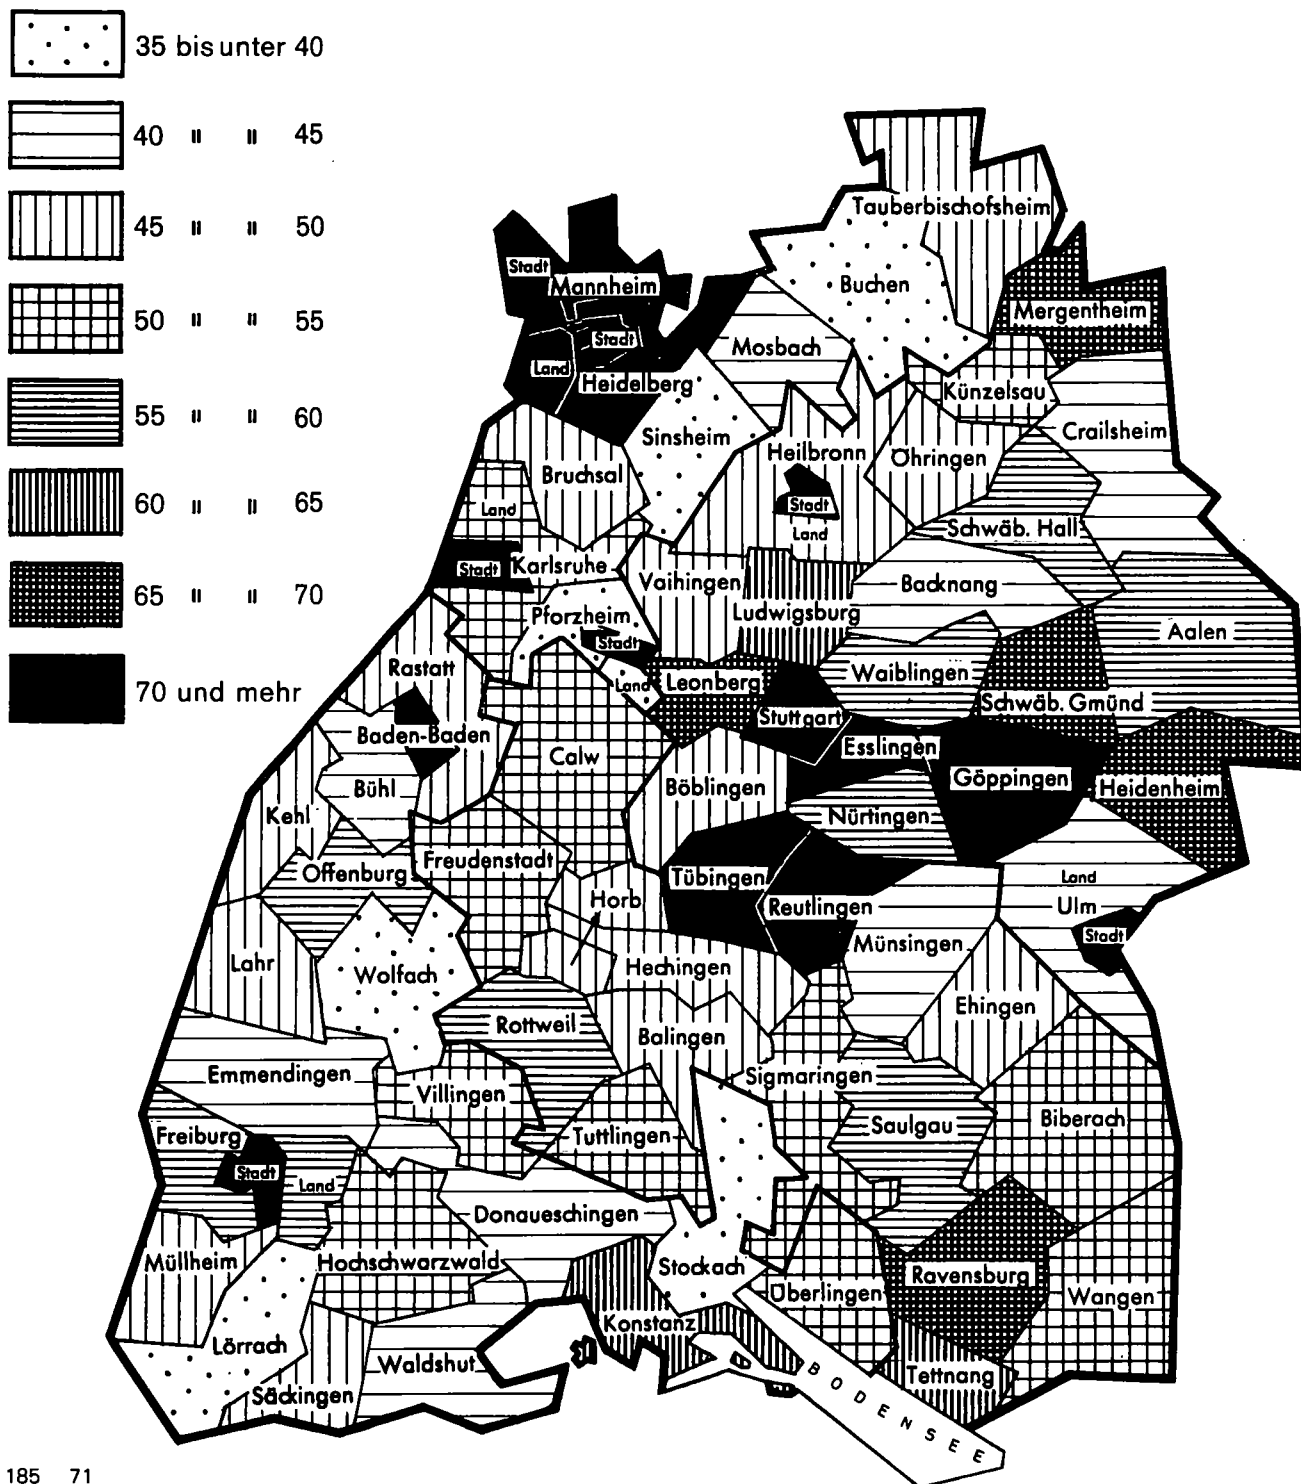 35 bis unter 40
40 " " 45
45 " " 50
50 " " 55
55 " " 60
60 " " 65
65 " " 70
70 und mehr
Tauberbischofsheim
Stadt
Mannheim
Buchen
Mergentheim
Stadt
Mosbach
Land
Heidelberg
Künzelsau
Sinsheim
Crailsheim
Heilbronn
Öhringen
Bruchsal
Stadt
Land
Land
Schwäb. Hall
Stadt
Karlsruhe
Vaihingen
Backnang
Pforzheim
Ludwigsburg
Stadt
Aalen
Rastatt
Land
Leonberg
Waiblingen
Schwäb. Gmünd
Stuttgart
Baden-Baden
Esslingen
Calw
Göppingen
Bühl
Böblingen
Heidenheim
Kehl
Nürtingen
Offenburg
Freudenstadt
Tübingen
Land
Horb
Reutlingen
Ulm
Stadt
Münsingen
Lahr
Wolfach
Hechingen
Ehingen
Rottweil
Balingen
Emmendingen
Sigmaringen
Villingen
Biberach
Freiburg
Tuttlingen
Saulgau
Stadt
Land
Donaueschingen
Müllheim
Hochschwarzwald
Stockach
Ravensburg
Überlingen
Wangen
Konstanz
Lörrach
Waldshut
Tettnang
Säckingen
BODENSEE
185 71